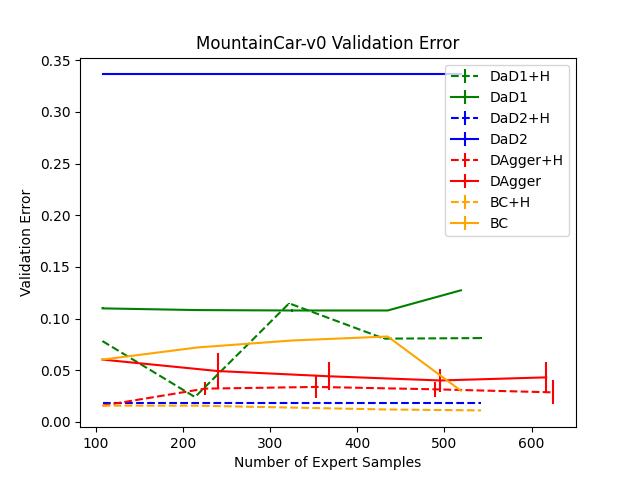 MountainCar-v0 Validation Error
0.35
0.30
0.25
0.20
0.15
0.10
0.05
0.00
Validation Error
100
200
300
400
500
600
Number of Expert Samples
DaD1+H
DaD1
DaD2+H
DaD2
DAgger+H
DAgger
BC+H
BC